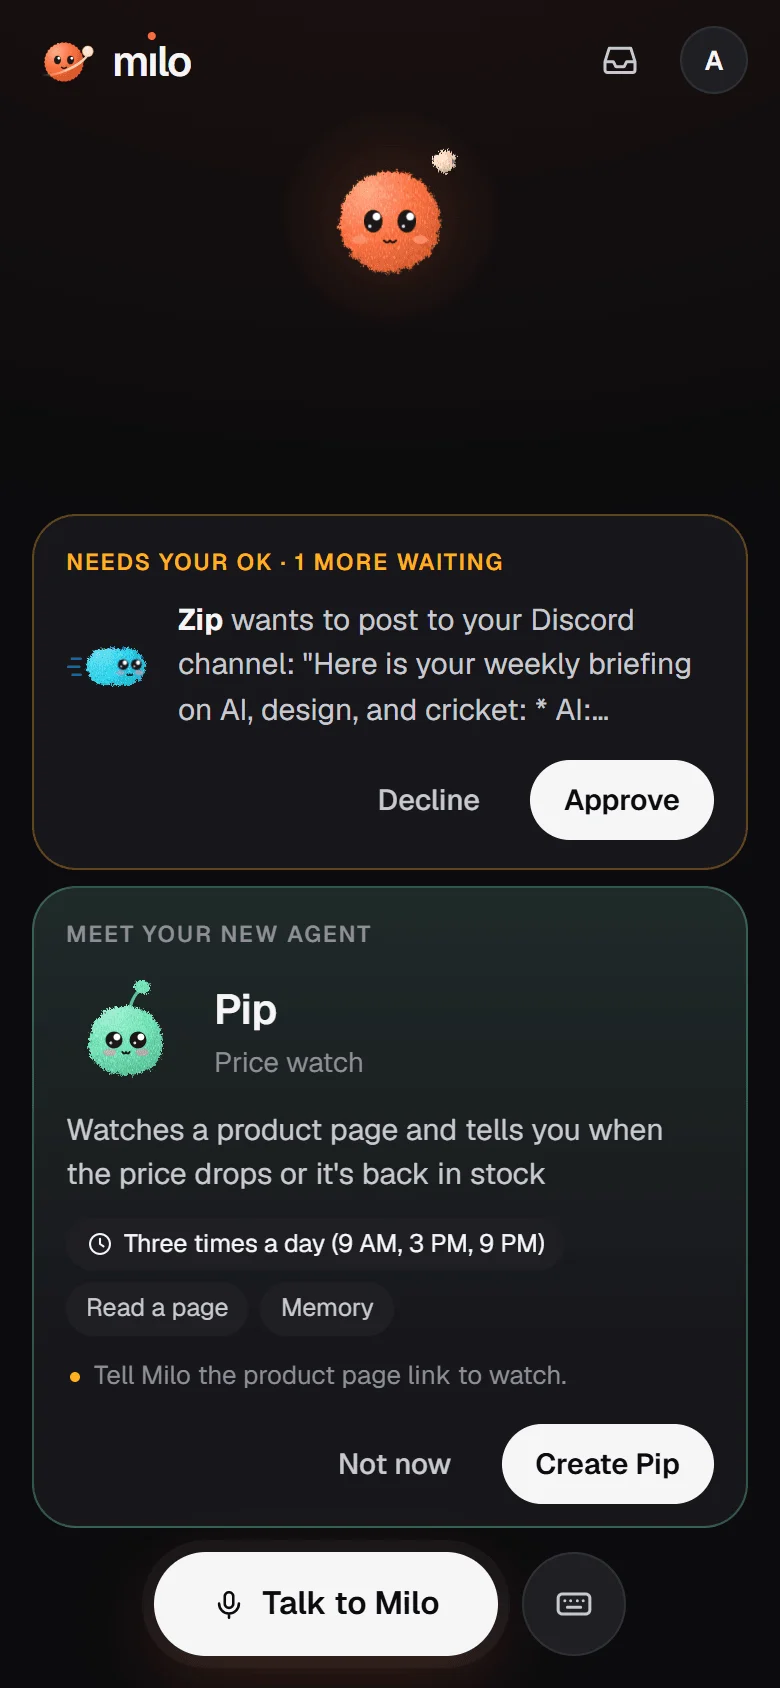 milo
A
NEEDS YOUR OK · 1 MORE WAITING
Zip wants to post to your Discord
channel: "Here is your weekly briefing
on AI, design, and cricket: * AI:...
Decline
Approve
MEET YOUR NEW AGENT
Pip
Price watch
Watches a product page and tells you when
the price drops or it's back in stock
Three times a day (9 AM, 3 PM, 9 PM)
Read a page
Memory
Tell Milo the product page link to watch.
Not now
Create Pip
Talk to Milo